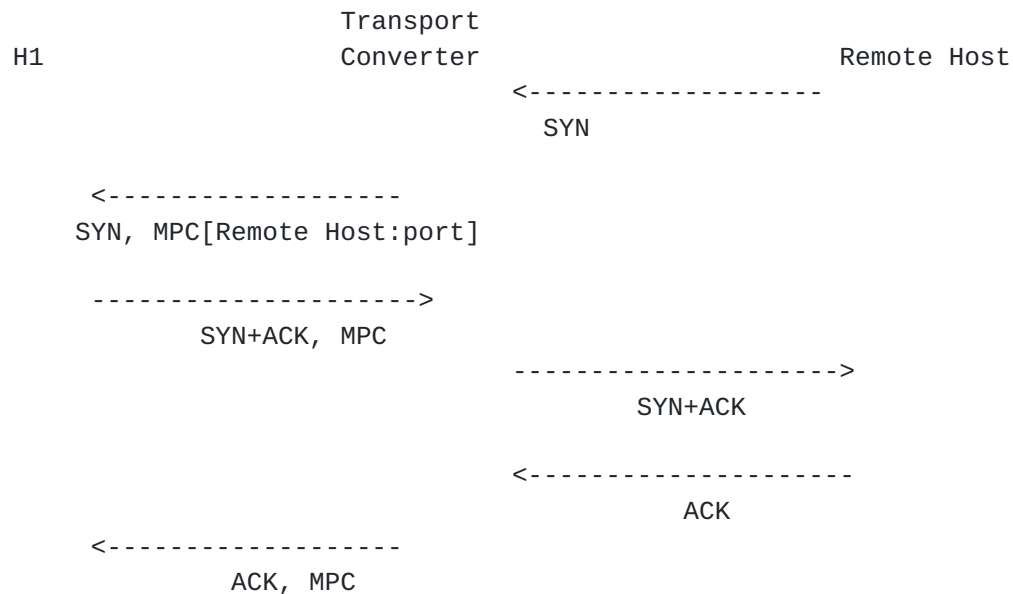 Transport
H1 Converter Remote Host
<-------------------
SYN
<-------------------
SYN, MPC[Remote Host:port]
--------------------->
SYN+ACK, MPC
--------------------->
SYN+ACK
<---------------------
ACK
<-------------------
ACK, MPC